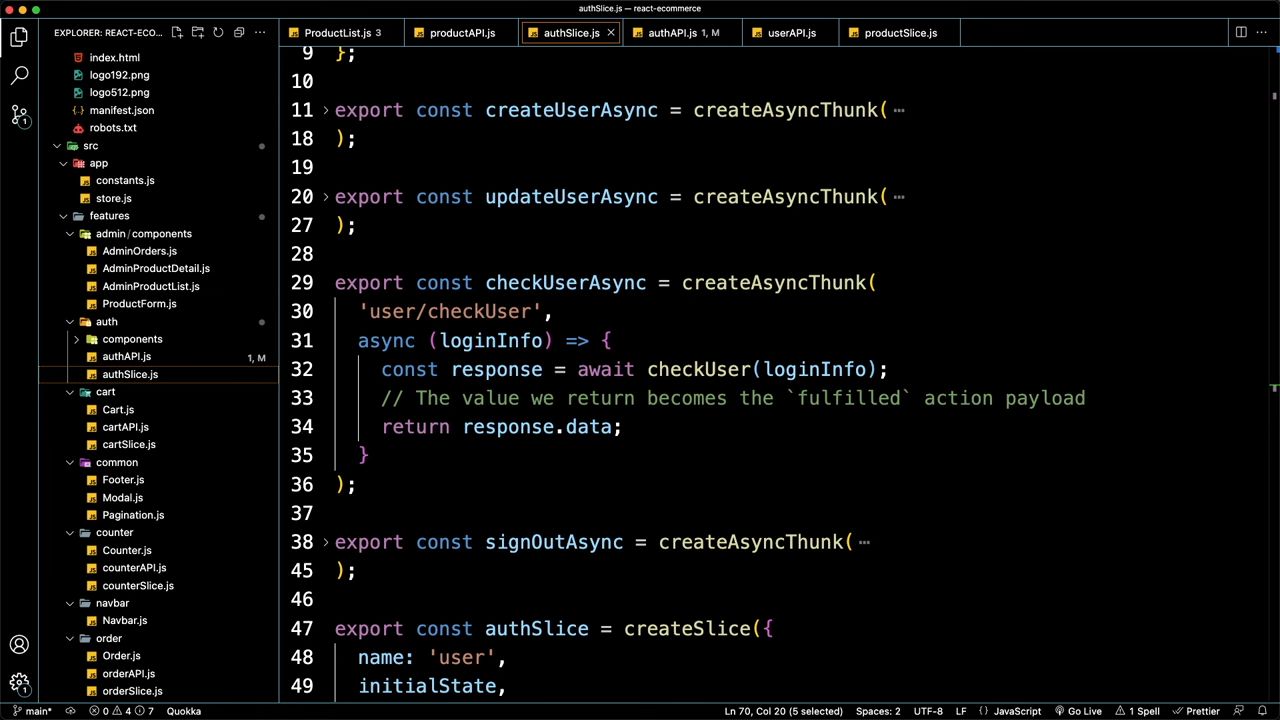 authSlice.js — react-ecommerce
EXPLORER: REACT-ECO...
ProductList.js 3
productAPI.js
authSlice.js
authAPI.js 1, M
userAPI.js
productSlice.js
index.html
logo192.png
logo512.png
manifest.json
robots.txt
src
app
constants.js
store.js
features
admin/components
AdminOrders.js
AdminProductDetail.js
AdminProductList.js
ProductForm.js
auth
components
authAPI.js 1, M
authSlice.js
cart
Cart.js
cartAPI.js
cartSlice.js
common
Footer.js
Modal.js
Pagination.js
counter
Counter.js
counterAPI.js
counterSlice.js
navbar
Navbar.js
order
Order.js
orderAPI.js
orderSlice.js
9 };
10
11 export const createUserAsync = createAsyncThunk(…
18 );
19
20 export const updateUserAsync = createAsyncThunk(…
27 );
28
29 export const checkUserAsync = createAsyncThunk(
30 'user/checkUser',
31 async (loginInfo) => {
32 const response = await checkUser(loginInfo);
33 // The value we return becomes the `fulfilled` action payload
34 return response.data;
35 }
36 );
37
38 export const signOutAsync = createAsyncThunk(…
45 );
46
47 export const authSlice = createSlice({
48 name: 'user',
49 initialState,
main* 0 4 7 Quokka Ln 70, Col 20 (5 selected) Spaces: 2 UTF-8 LF {} JavaScript Go Live 1 Spell Prettier